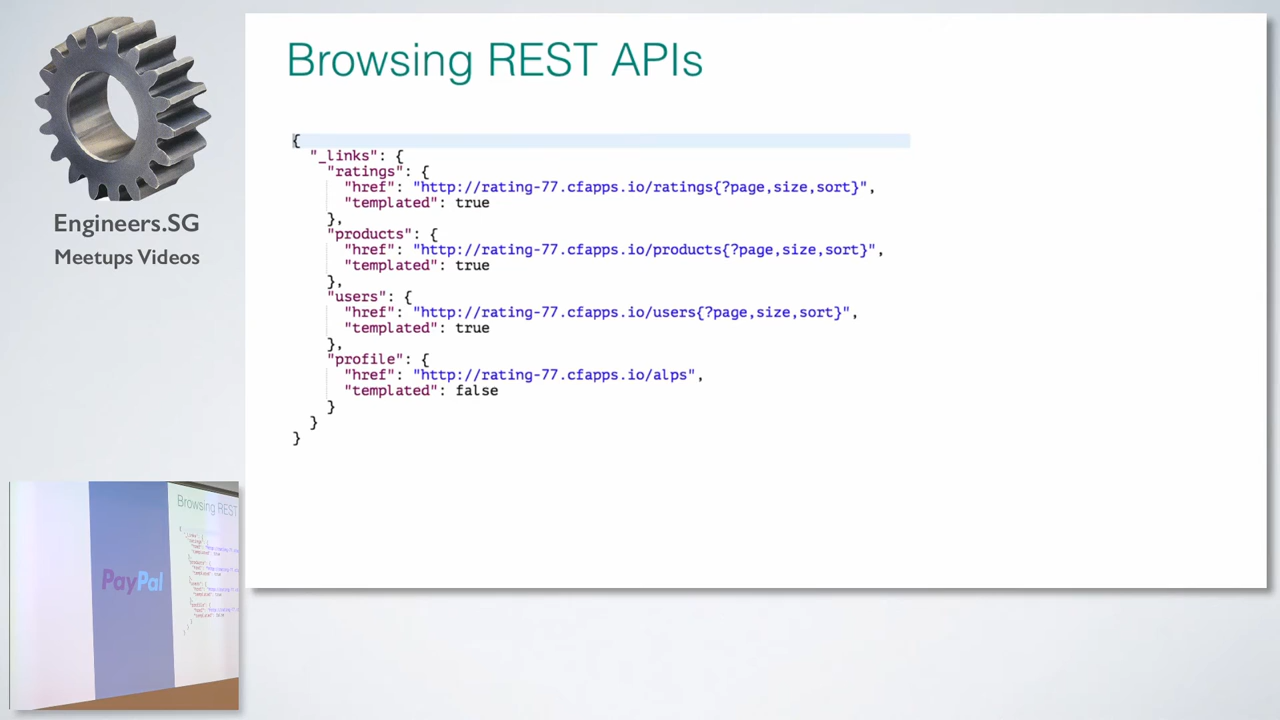 Engineers.SG
Meetups Videos
Browsing REST APIs
{
"_links": {
"ratings": {
"href": "http://rating-77.cfapps.io/ratings{?page,size,sort}",
"templated": true
},
"products": {
"href": "http://rating-77.cfapps.io/products{?page,size,sort}",
"templated": true
},
"users": {
"href": "http://rating-77.cfapps.io/users{?page,size,sort}",
"templated": true
},
"profile": {
"href": "http://rating-77.cfapps.io/alps",
"templated": false
}
}
}
PayPal
Browsing REST